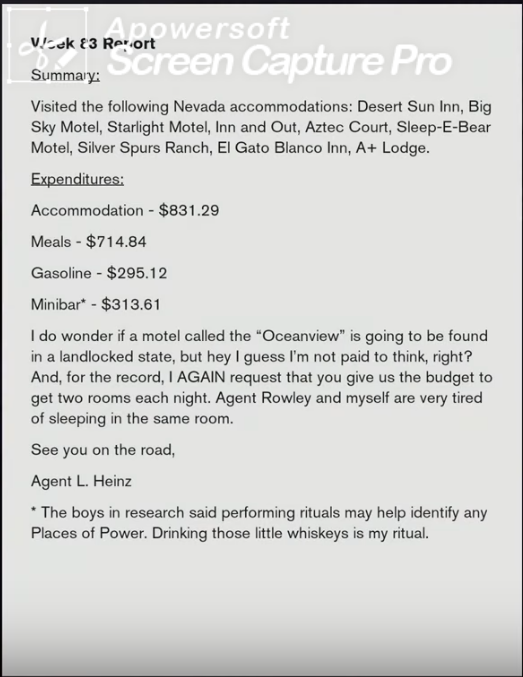 Apowersoft
Screen Capture Pro
Week 83 Report
Summary:
Visited the following Nevada accommodations: Desert Sun Inn, Big
Sky Motel, Starlight Motel, Inn and Out, Aztec Court, Sleep-E-Bear
Motel, Silver Spurs Ranch, El Gato Blanco Inn, A+ Lodge.
Expenditures:
Accommodation - $831.29
Meals - $714.84
Gasoline - $295.12
Minibar* - $313.61
I do wonder if a motel called the “Oceanview” is going to be found
in a landlocked state, but hey I guess I’m not paid to think, right?
And, for the record, I AGAIN request that you give us the budget to
get two rooms each night. Agent Rowley and myself are very tired
of sleeping in the same room.
See you on the road,
Agent L. Heinz
* The boys in research said performing rituals may help identify any
Places of Power. Drinking those little whiskeys is my ritual.